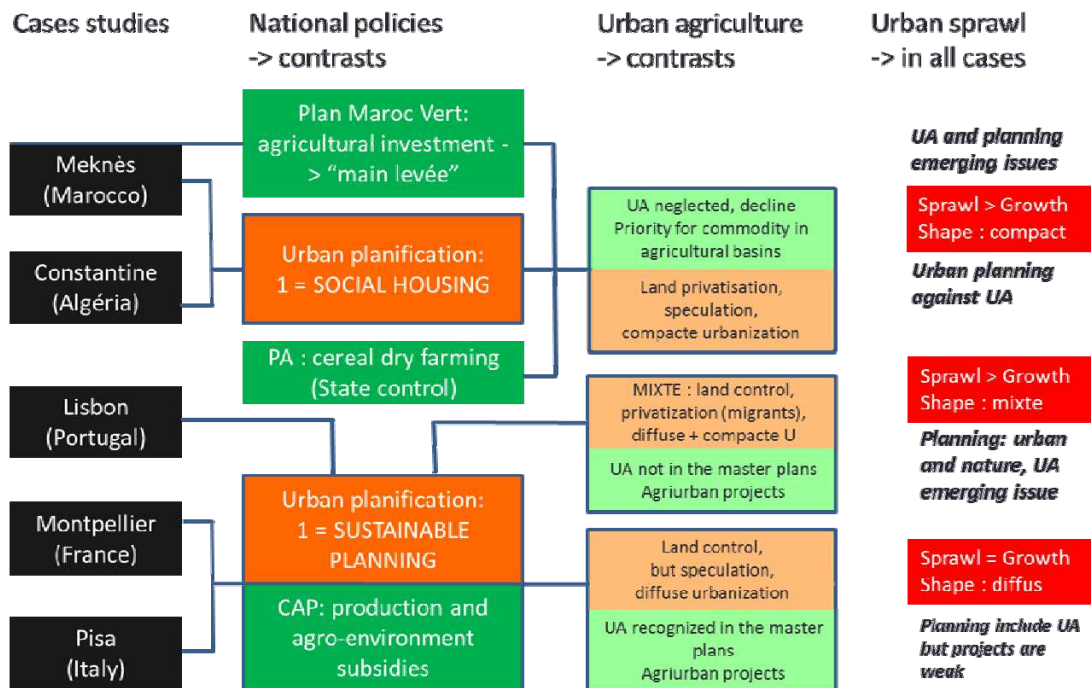 Cases studies
National policies
-> contrasts
Urban agriculture
-> contrasts
Urban sprawl
-> in all cases
Meknès
(Marocco)
Constantine
(Algéria)
Lisbon
(Portugal)
Montpellier
(France)
Pisa
(Italy)
Plan Maroc Vert:
agricultural investment -
> "main levée"
Urban planification:
1 = SOCIAL HOUSING
PA : cereal dry farming
(State control)
Urban planification:
1 = SUSTAINABLE
PLANNING
CAP: production and
agro-environment
subsidies
UA neglected, decline
Priority for commodity in
agricultural basins
Land privatisation,
speculation,
compacte urbanization
MIXTE : land control,
privatization (migrants),
diffuse + compacte U
UA not in the master plans
Agriurban projects
Land control,
but speculation,
diffuse urbanization
UA recognized in the master
plans
Agriurban projects
UA and planning
emerging issues
Sprawl > Growth
Shape : compact
Urban planning
against UA
Sprawl > Growth
Shape : mixte
Planning: urban
and nature, UA
emerging issue
Sprawl = Growth
Shape : diffus
Planning include UA
but projects are
weak